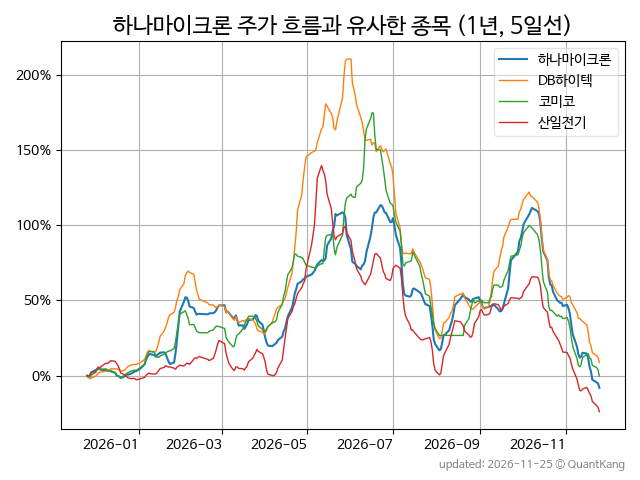 하나마이크론 주가 흐름과 유사한 종목 (1년, 5일선)
하나마이크론
DB하이텍
코미코
산일전기
200%
150%
100%
50%
0%
2026-01
2026-03
2026-05
2026-07
2026-09
2026-11
updated: 2026-11-25 © QuantKang